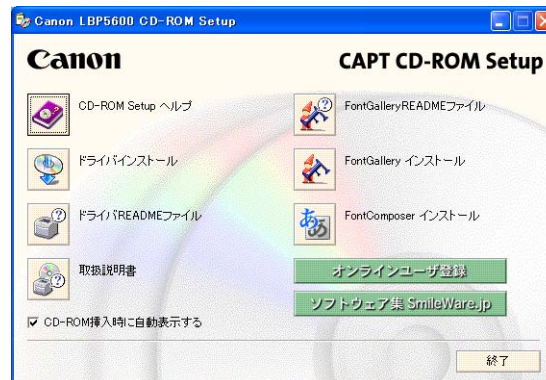 Canon LBP5600 CD-ROM Setup
Canon
CAPT CD-ROM Setup
CD-ROM Setup ヘルプ
ドライバインストール
ドライバREADMEファイル
取扱説明書
FontGalleryREADMEファイル
FontGallery インストール
FontComposer インストール
オンラインユーザ登録
ソフトウェア集 SmileWare.jp
CD-ROM挿入時に自動表示する
終了